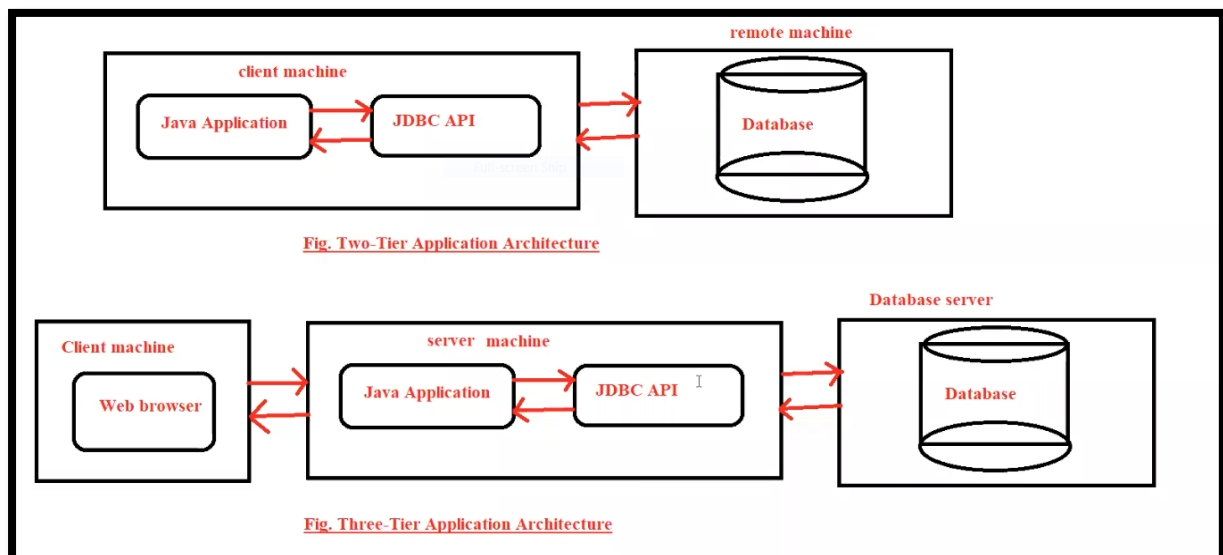 remote machine
client machine
Java Application
JDBC API
Database
Fig. Two-Tier Application Architecture
Database server
Client machine
server machine
Web browser
Java Application
JDBC API
Database
Fig. Three-Tier Application Architecture